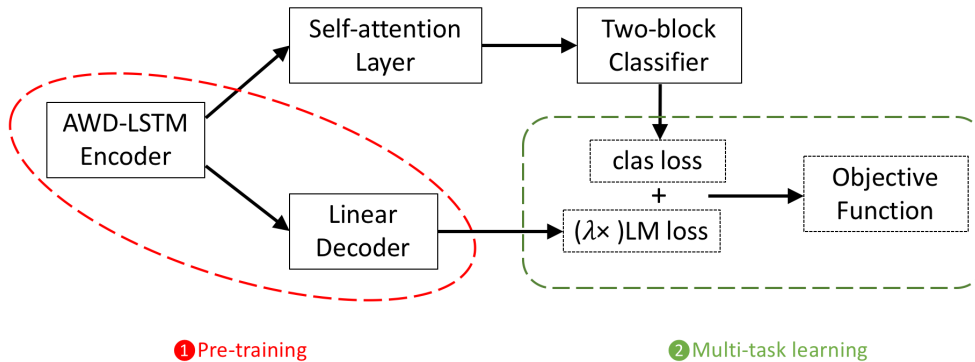 Self-attention
Layer
Two-block
Classifier
AWD-LSTM
Encoder
clas loss
+
(λ× )LM loss
Objective
Function
Linear
Decoder
1 Pre-training
2 Multi-task learning